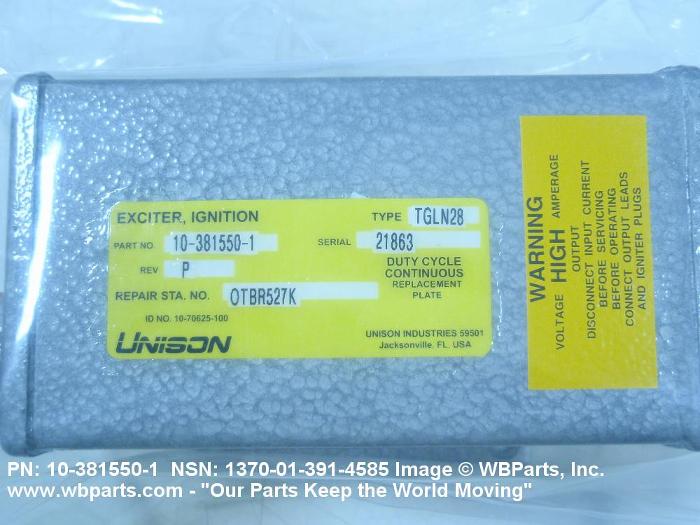 EXCITER, IGNITION TYPE TGLN28
PART NO. 10-381550-1 SERIAL 21863
REV P DUTY CYCLE
CONTINUOUS
REPLACEMENT
PLATE
REPAIR STA. NO. OTBR527K
ID NO. 10-70625-100
UNISON
UNISON INDUSTRIES 59501
Jacksonville, FL, USA
WARNING
VOLTAGE HIGH AMPERAGE
OUTPUT
DISCONNECT INPUT CURRENT
BEFORE SERVICING
BEFORE OPERATING
CONNECT OUTPUT LEADS
AND IGNITER PLUGS
PN: 10-381550-1 NSN: 1370-01-391-4585 Image © WBParts, Inc.
www.wbparts.com - "Our Parts Keep the World Moving"